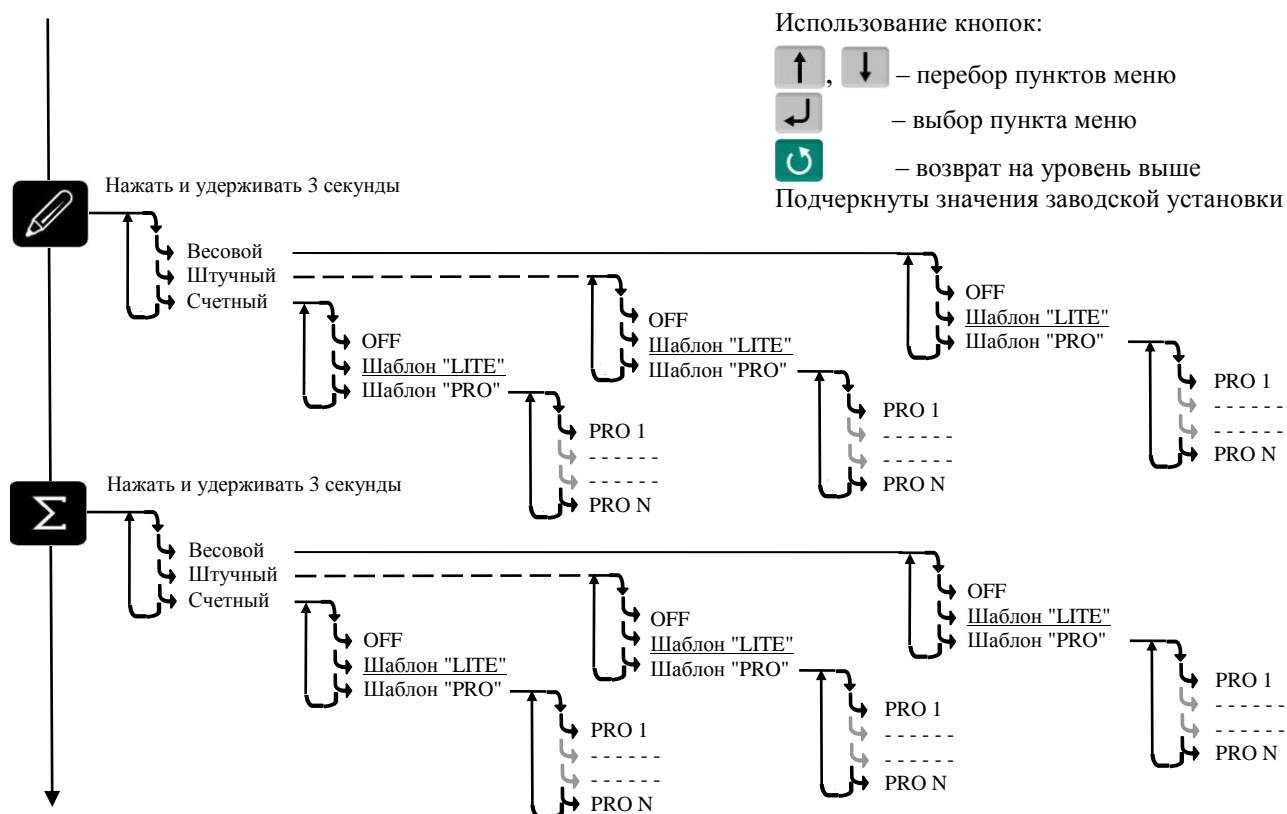 Использование кнопок:
, – перебор пунктов меню
– выбор пункта меню
– возврат на уровень выше
Подчеркнуты значения заводской установки
Нажать и удерживать 3 секунды
Весовой
Штучный
Счетный
OFF
Шаблон "LITE"
Шаблон "PRO"
PRO 1
- - - - - -
- - - - - -
PRO N
OFF
Шаблон "LITE"
Шаблон "PRO"
PRO 1
- - - - - -
- - - - - -
PRO N
OFF
Шаблон "LITE"
Шаблон "PRO"
PRO 1
- - - - - -
- - - - - -
PRO N
Нажать и удерживать 3 секунды
Σ
Весовой
Штучный
Счетный
OFF
Шаблон "LITE"
Шаблон "PRO"
PRO 1
- - - - - -
- - - - - -
PRO N
OFF
Шаблон "LITE"
Шаблон "PRO"
PRO 1
- - - - - -
- - - - - -
PRO N
OFF
Шаблон "LITE"
Шаблон "PRO"
PRO 1
- - - - - -
- - - - - -
PRO N